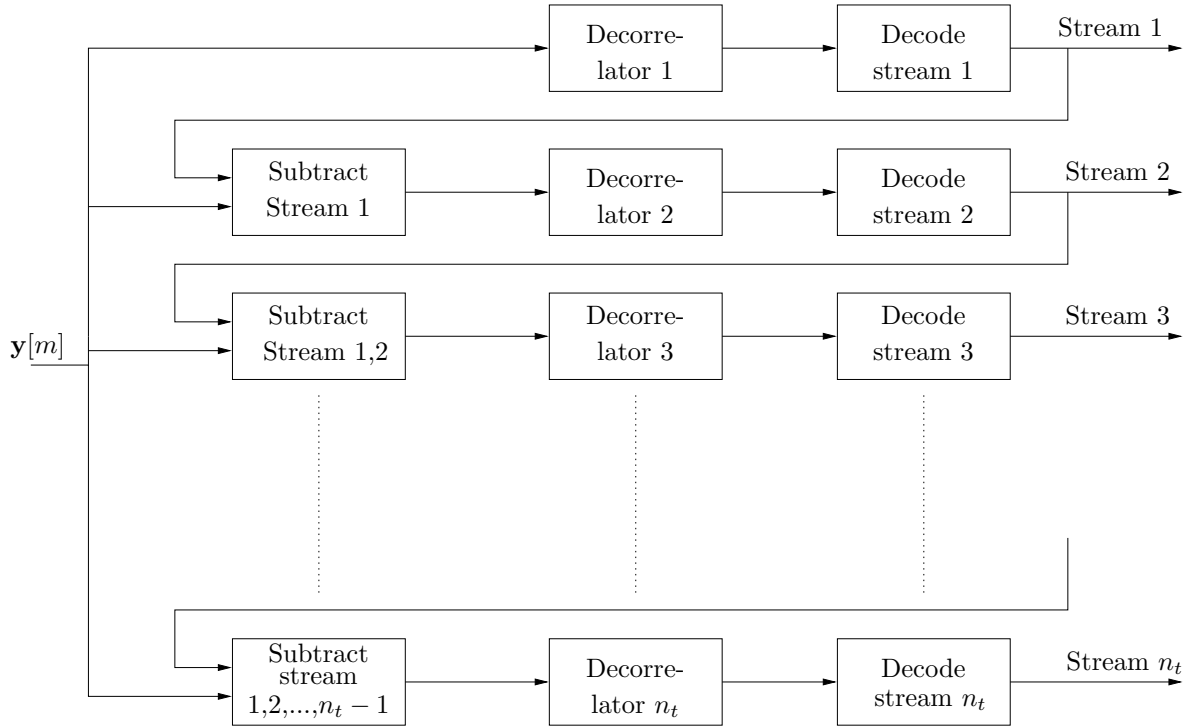 Decorre-
lator 1
Decode
stream 1
Stream 1
Subtract
Stream 1
Decorre-
lator 2
Decode
stream 2
Stream 2
y[m]
Subtract
Stream 1,2
Decorre-
lator 3
Decode
stream 3
Stream 3
Subtract
stream
1,2,...,n_t − 1
Decorre-
lator n_t
Decode
stream n_t
Stream n_t